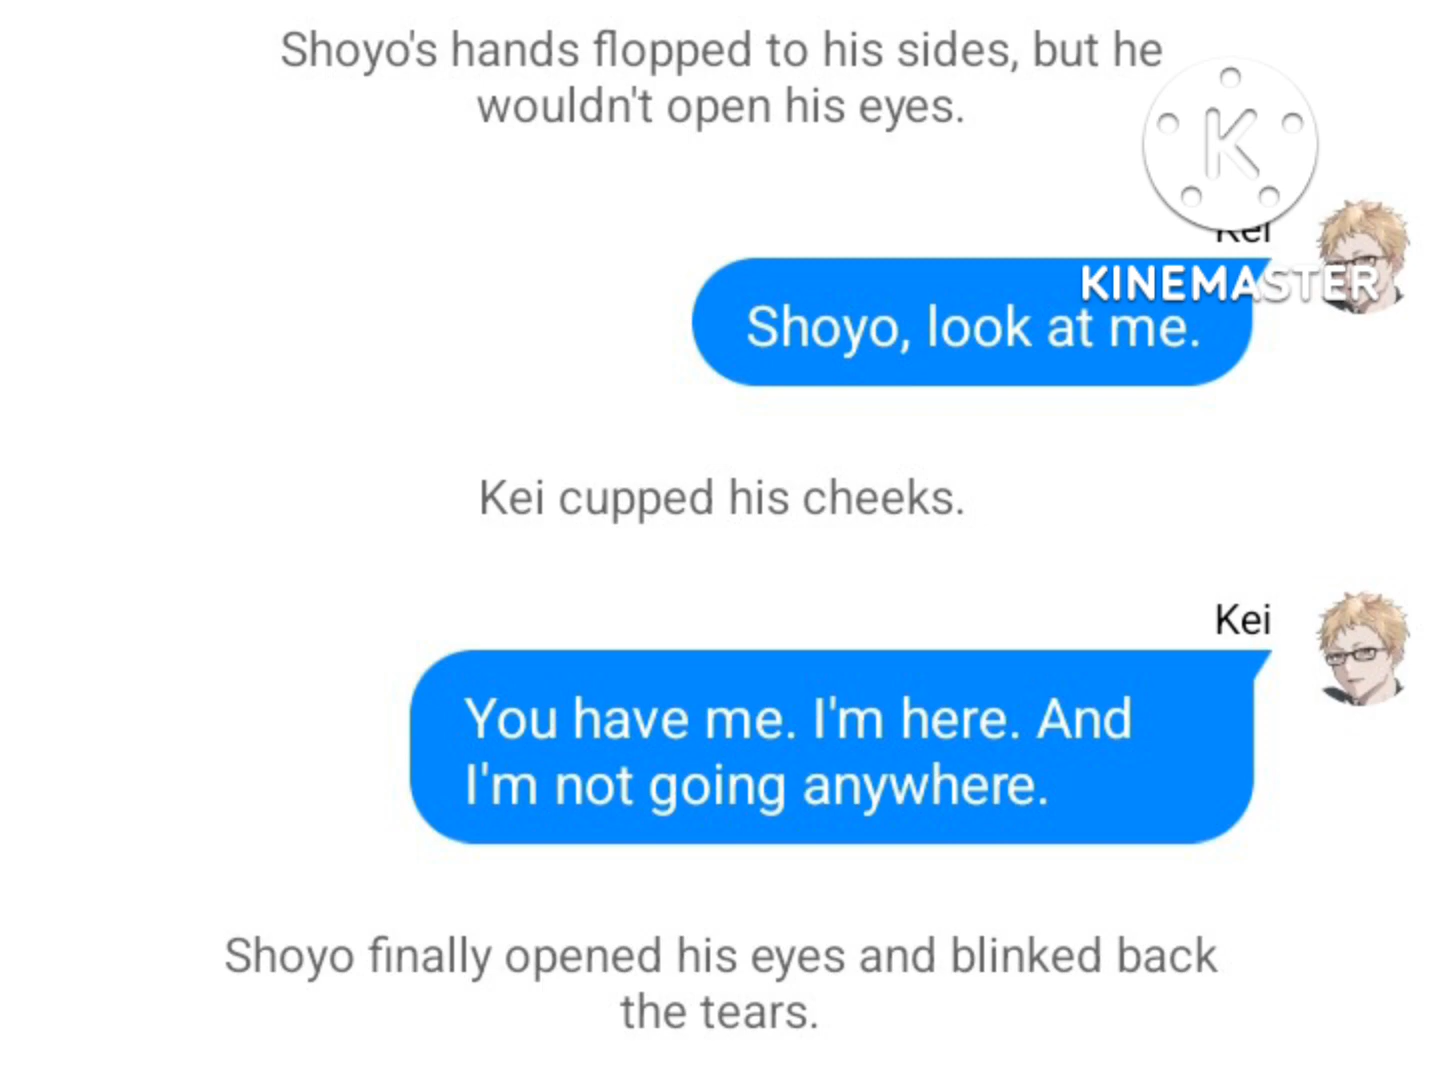 Shoyo's hands flopped to his sides, but he
wouldn't open his eyes.
K
Kei
KINEMASTER
Shoyo, look at me.
Kei cupped his cheeks.
Kei
You have me. I'm here. And
I'm not going anywhere.
Shoyo finally opened his eyes and blinked back
the tears.